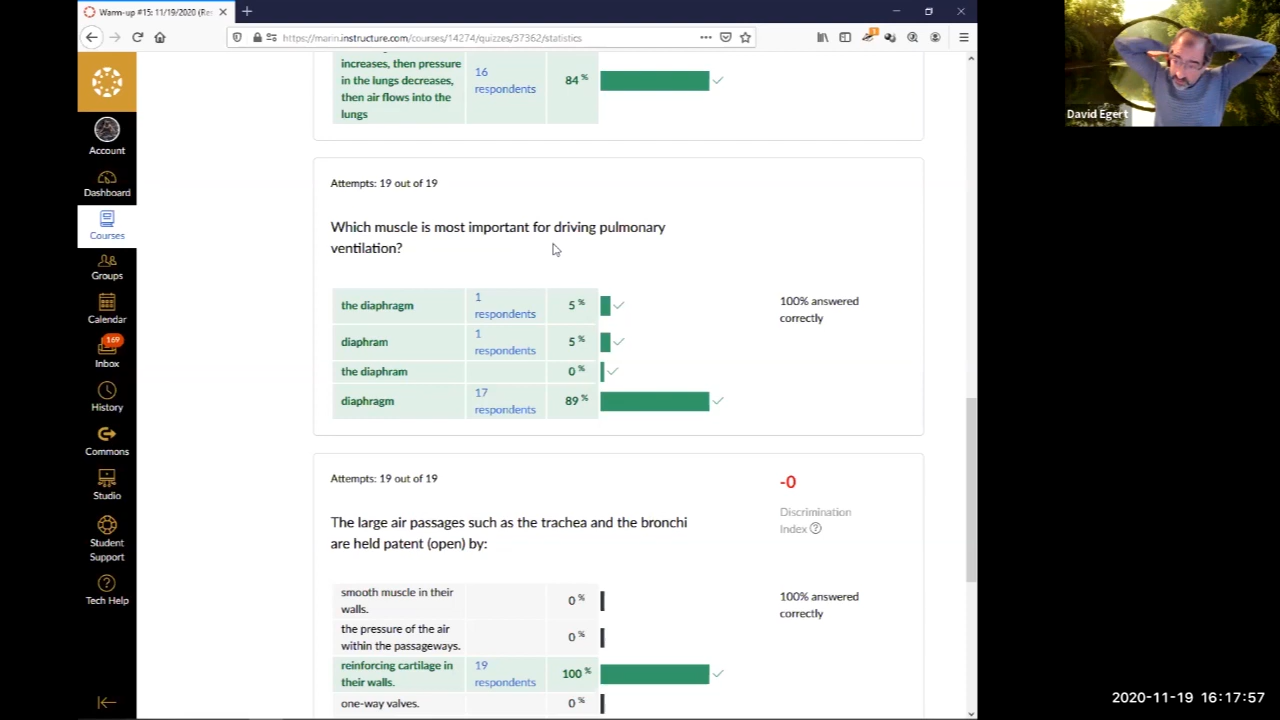 Warm-up #15: 11/19/2020 (Re
https://marin.instructure.com/courses/14274/quizzes/37362/statistics
Account
Dashboard
Courses
Groups
Calendar
169
Inbox
History
Commons
Studio
Student
Support
Tech Help
increases, then pressure
in the lungs decreases,
then air flows into the
lungs
16
respondents
84 %
Attempts: 19 out of 19
Which muscle is most important for driving pulmonary
ventilation?
the diaphragm
1
respondents
5 %
diaphram
1
respondents
5 %
the diaphram
0 %
diaphragm
17
respondents
89 %
100% answered
correctly
Attempts: 19 out of 19
-0
Discrimination
Index
The large air passages such as the trachea and the bronchi
are held patent (open) by:
smooth muscle in their
walls.
0 %
the pressure of the air
within the passageways.
0 %
reinforcing cartilage in
their walls.
19
respondents
100 %
one-way valves.
0 %
100% answered
correctly
David Egert
2020-11-19 16:17:57